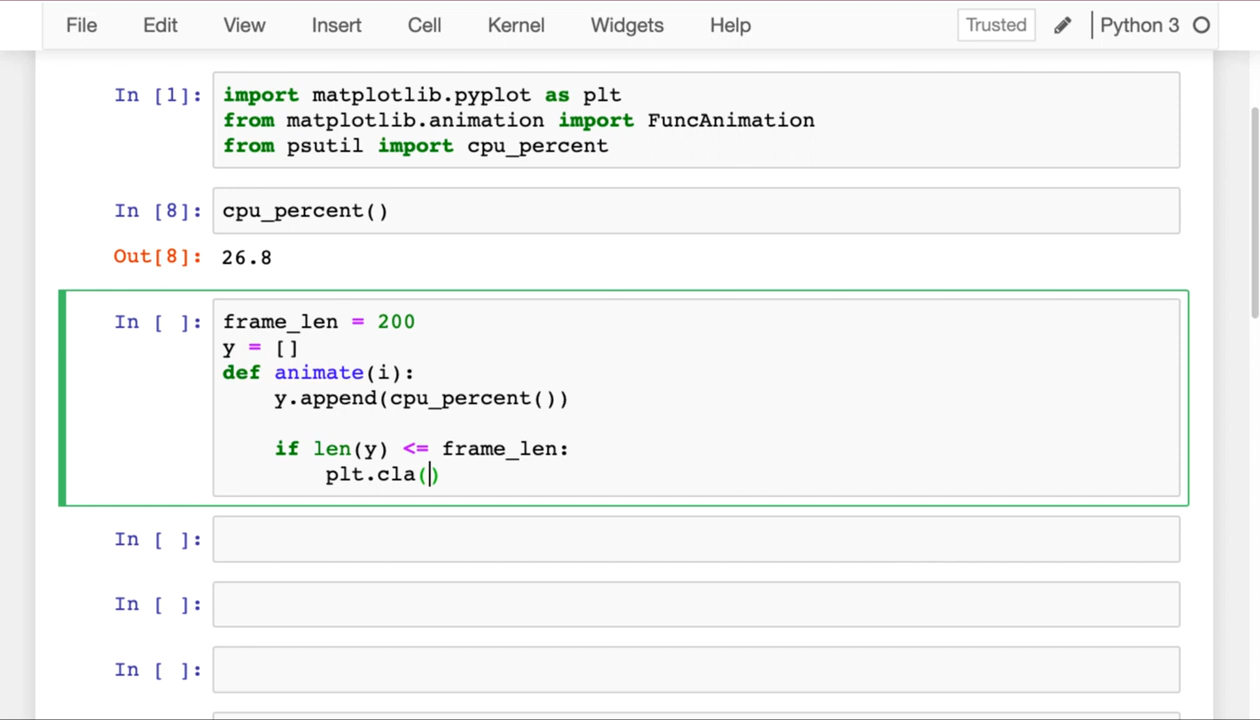 File Edit View Insert Cell Kernel Widgets Help Trusted Python 3
In [1]: import matplotlib.pyplot as plt
from matplotlib.animation import FuncAnimation
from psutil import cpu_percent
In [8]: cpu_percent()
Out[8]: 26.8
In [ ]: frame_len = 200
y = []
def animate(i):
    y.append(cpu_percent())
    if len(y) <= frame_len:
        plt.cla()
In [ ]:
In [ ]:
In [ ]: